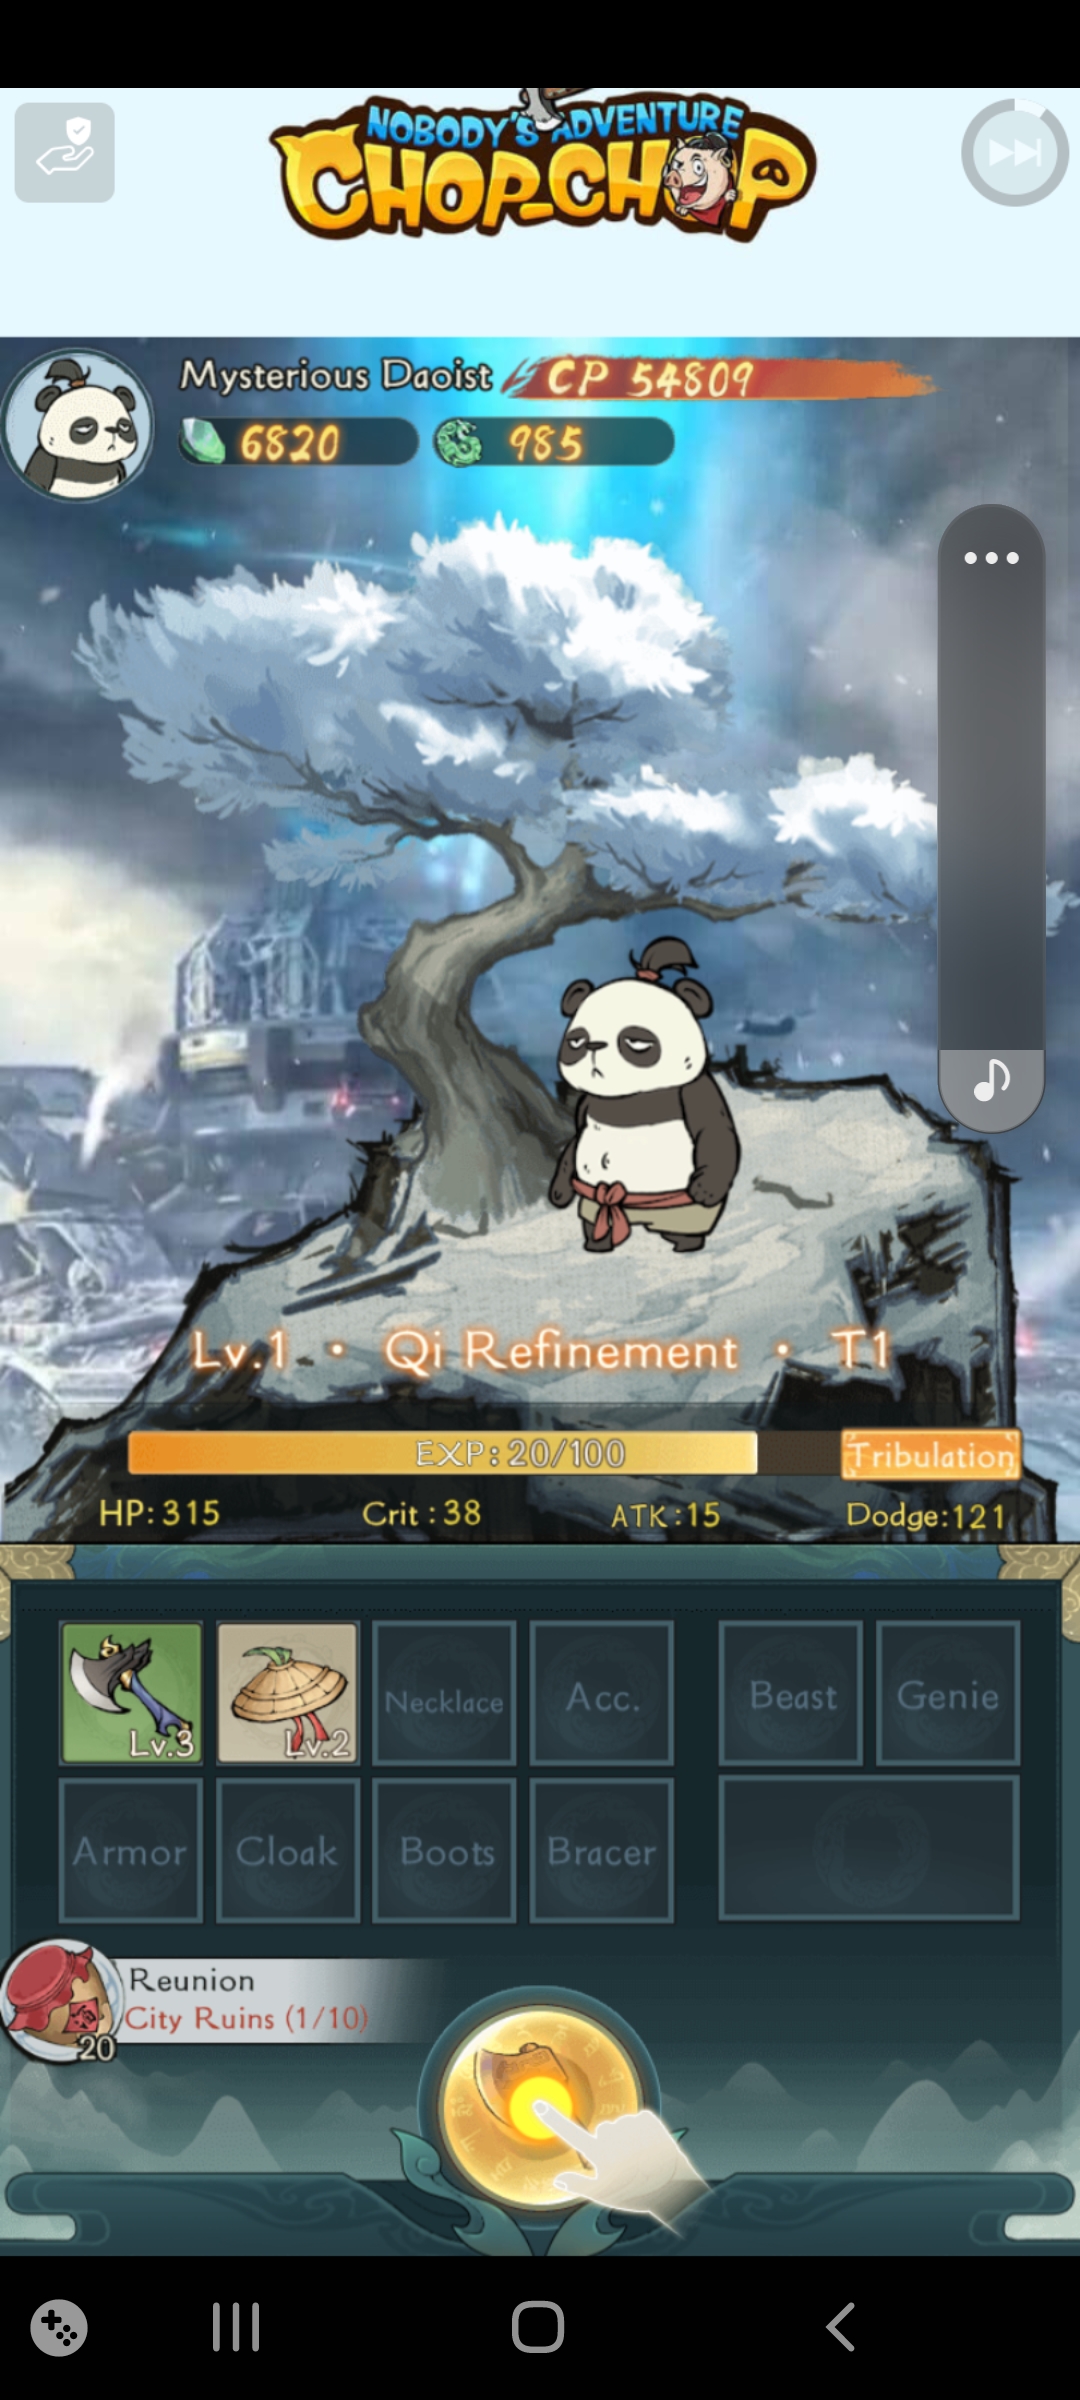 NOBODY'S ADVENTURE
CHOP-CHOP
Mysterious Daoist CP 54809
6820 985
Lv.1 · Qi Refinement · T1
EXP: 20/100 Tribulation
HP: 315 Crit : 38 ATK : 15 Dodge: 121
Lv.3 Lv.2 Necklace Acc. Beast Genie
Armor Cloak Boots Bracer
Reunion
City Ruins (1/10)
20